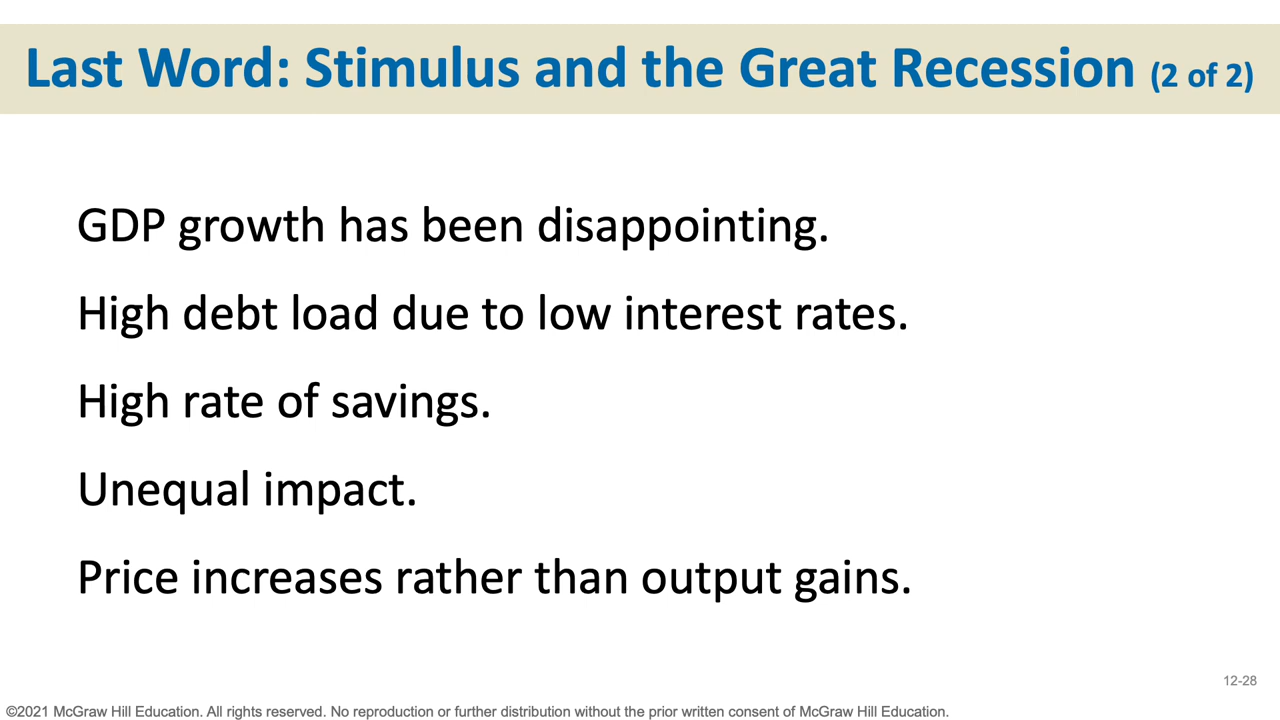 Last Word: Stimulus and the Great Recession (2 of 2)
GDP growth has been disappointing.
High debt load due to low interest rates.
High rate of savings.
Unequal impact.
Price increases rather than output gains.
12-28
©2021 McGraw Hill Education. All rights reserved. No reproduction or further distribution without the prior written consent of McGraw Hill Education.